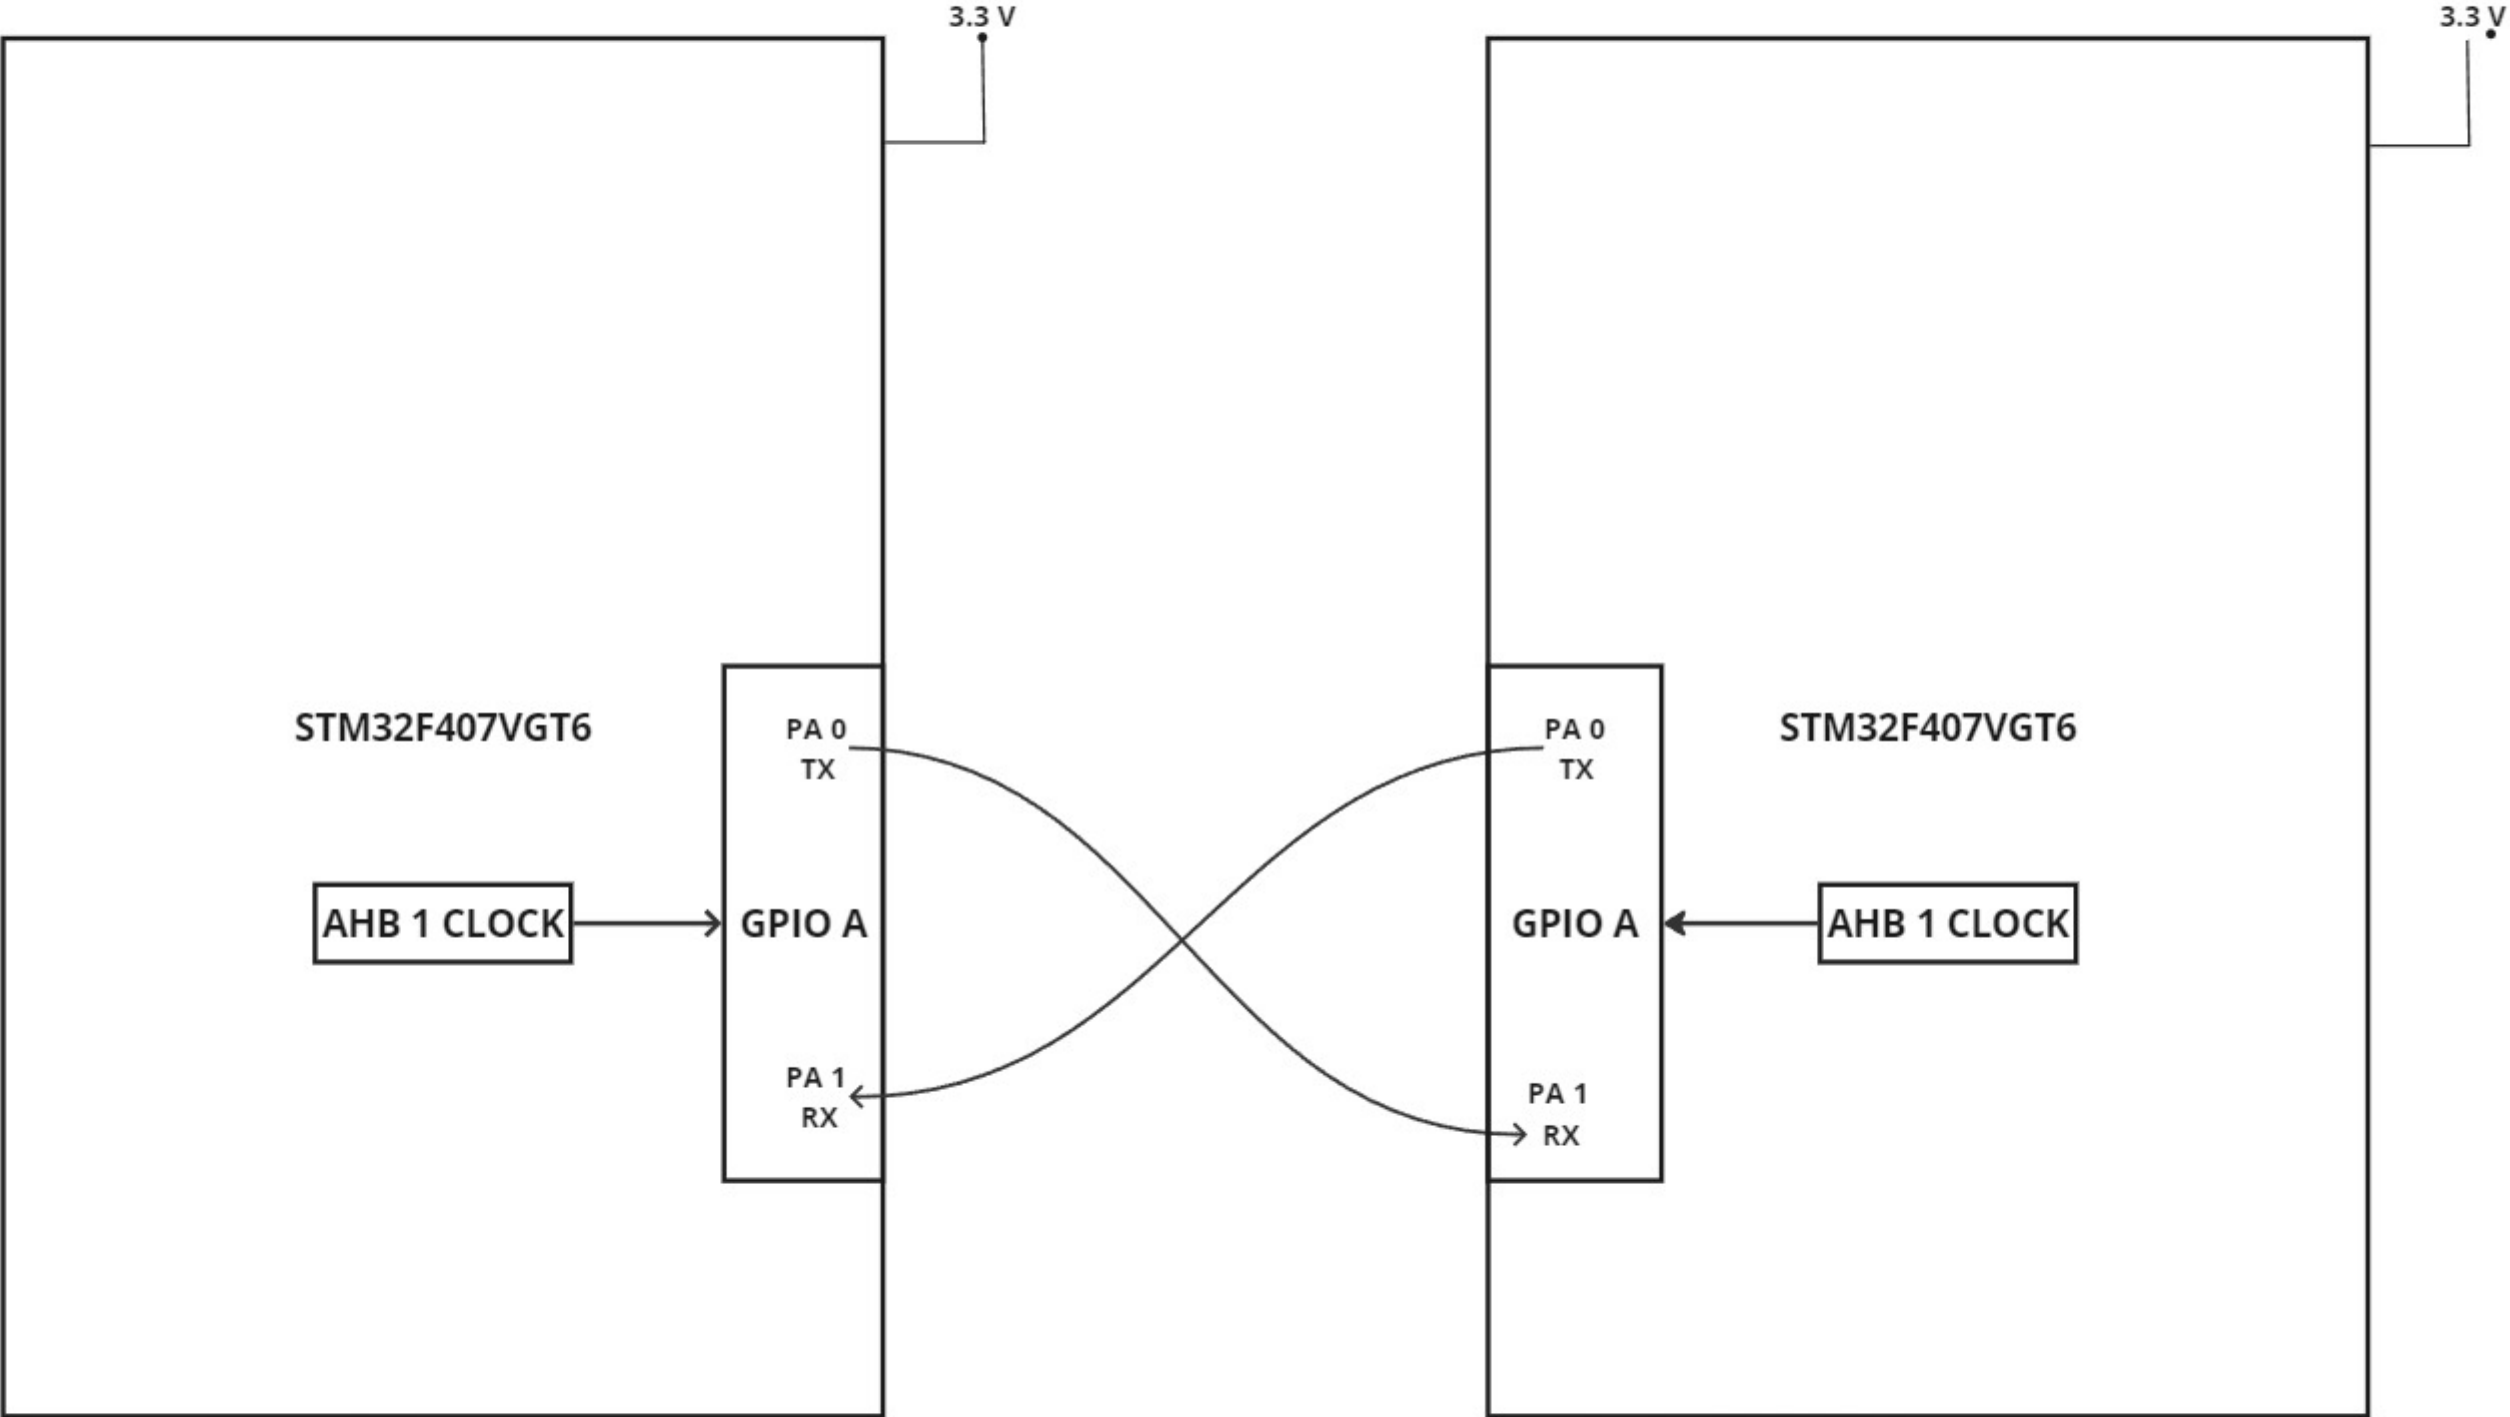 3.3 V
3.3 V
STM32F407VGT6
PA 0
TX
AHB 1 CLOCK
GPIO A
PA 1
RX
PA 0
TX
STM32F407VGT6
GPIO A
AHB 1 CLOCK
PA 1
RX